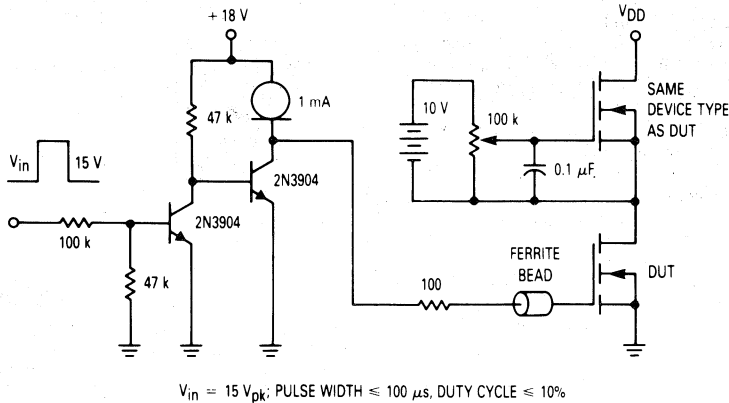 + 18 V
V_DD
1 mA
47 k
SAME
DEVICE TYPE
AS DUT
10 V
100 k
V_in
15 V
0.1 μF
2N3904
2N3904
100 k
47 k
FERRITE
BEAD
DUT
100
V_in = 15 V_pk; PULSE WIDTH ≤ 100 μs, DUTY CYCLE ≤ 10%